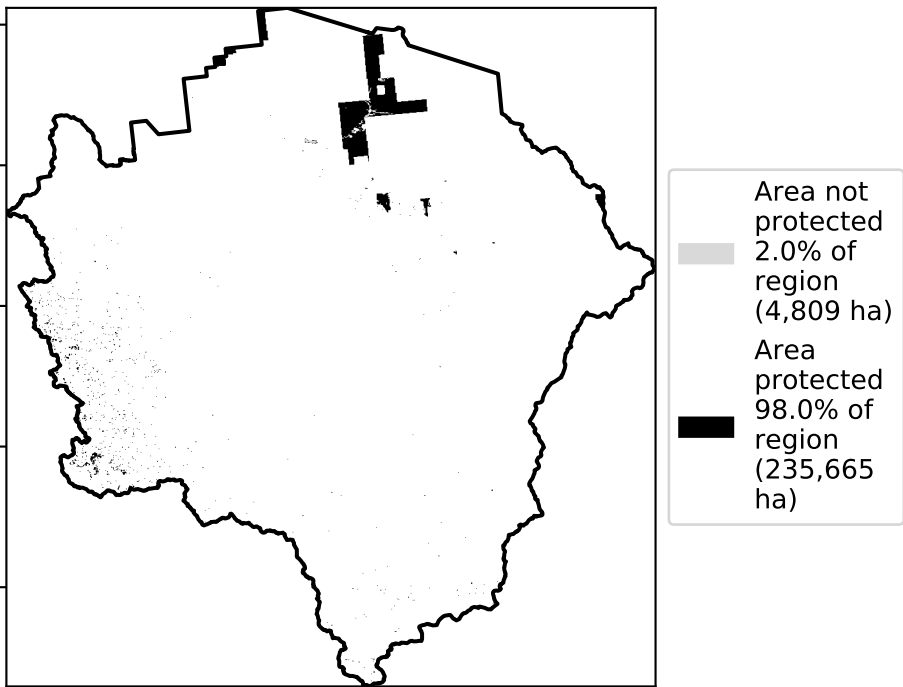 Area not
protected
2.0% of
region
(4,809 ha)
Area
protected
98.0% of
region
(235,665
ha)